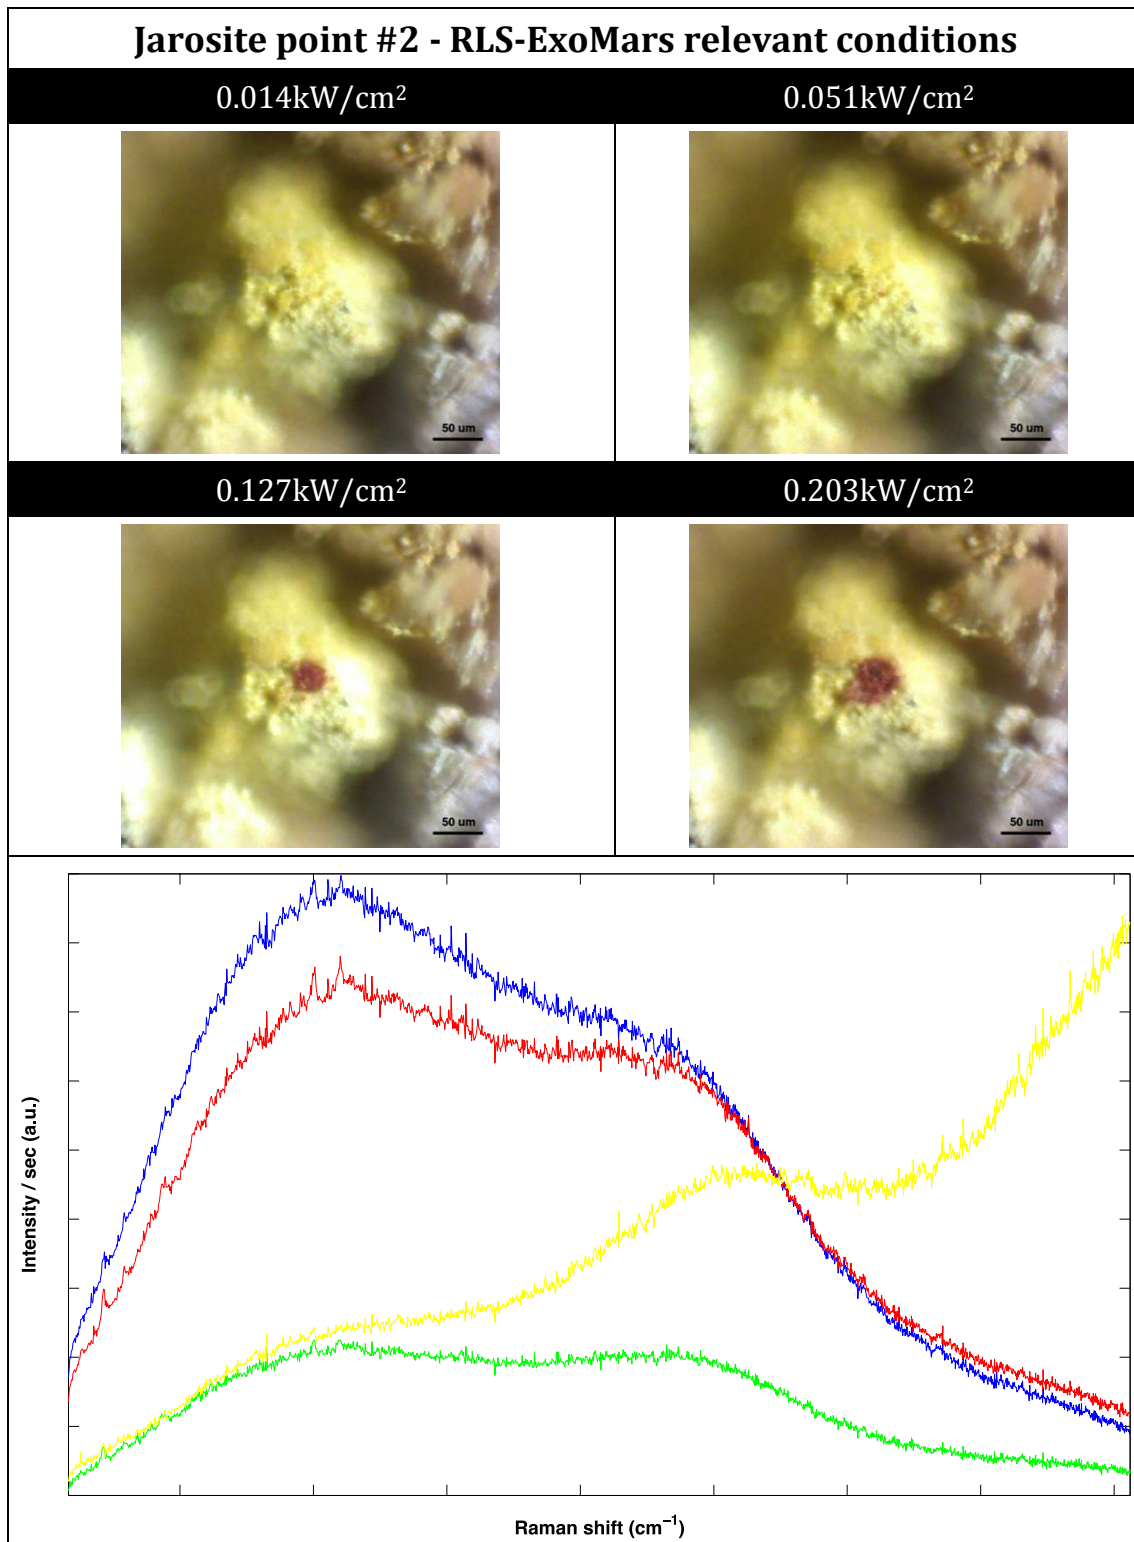 Jarosite point #2 - RLS-ExoMars relevant conditions
0.014kW/cm²
0.051kW/cm²
50 um
50 um
0.127kW/cm²
0.203kW/cm²
50 um
50 um
Intensity / sec (a.u.)
Raman shift (cm⁻¹)